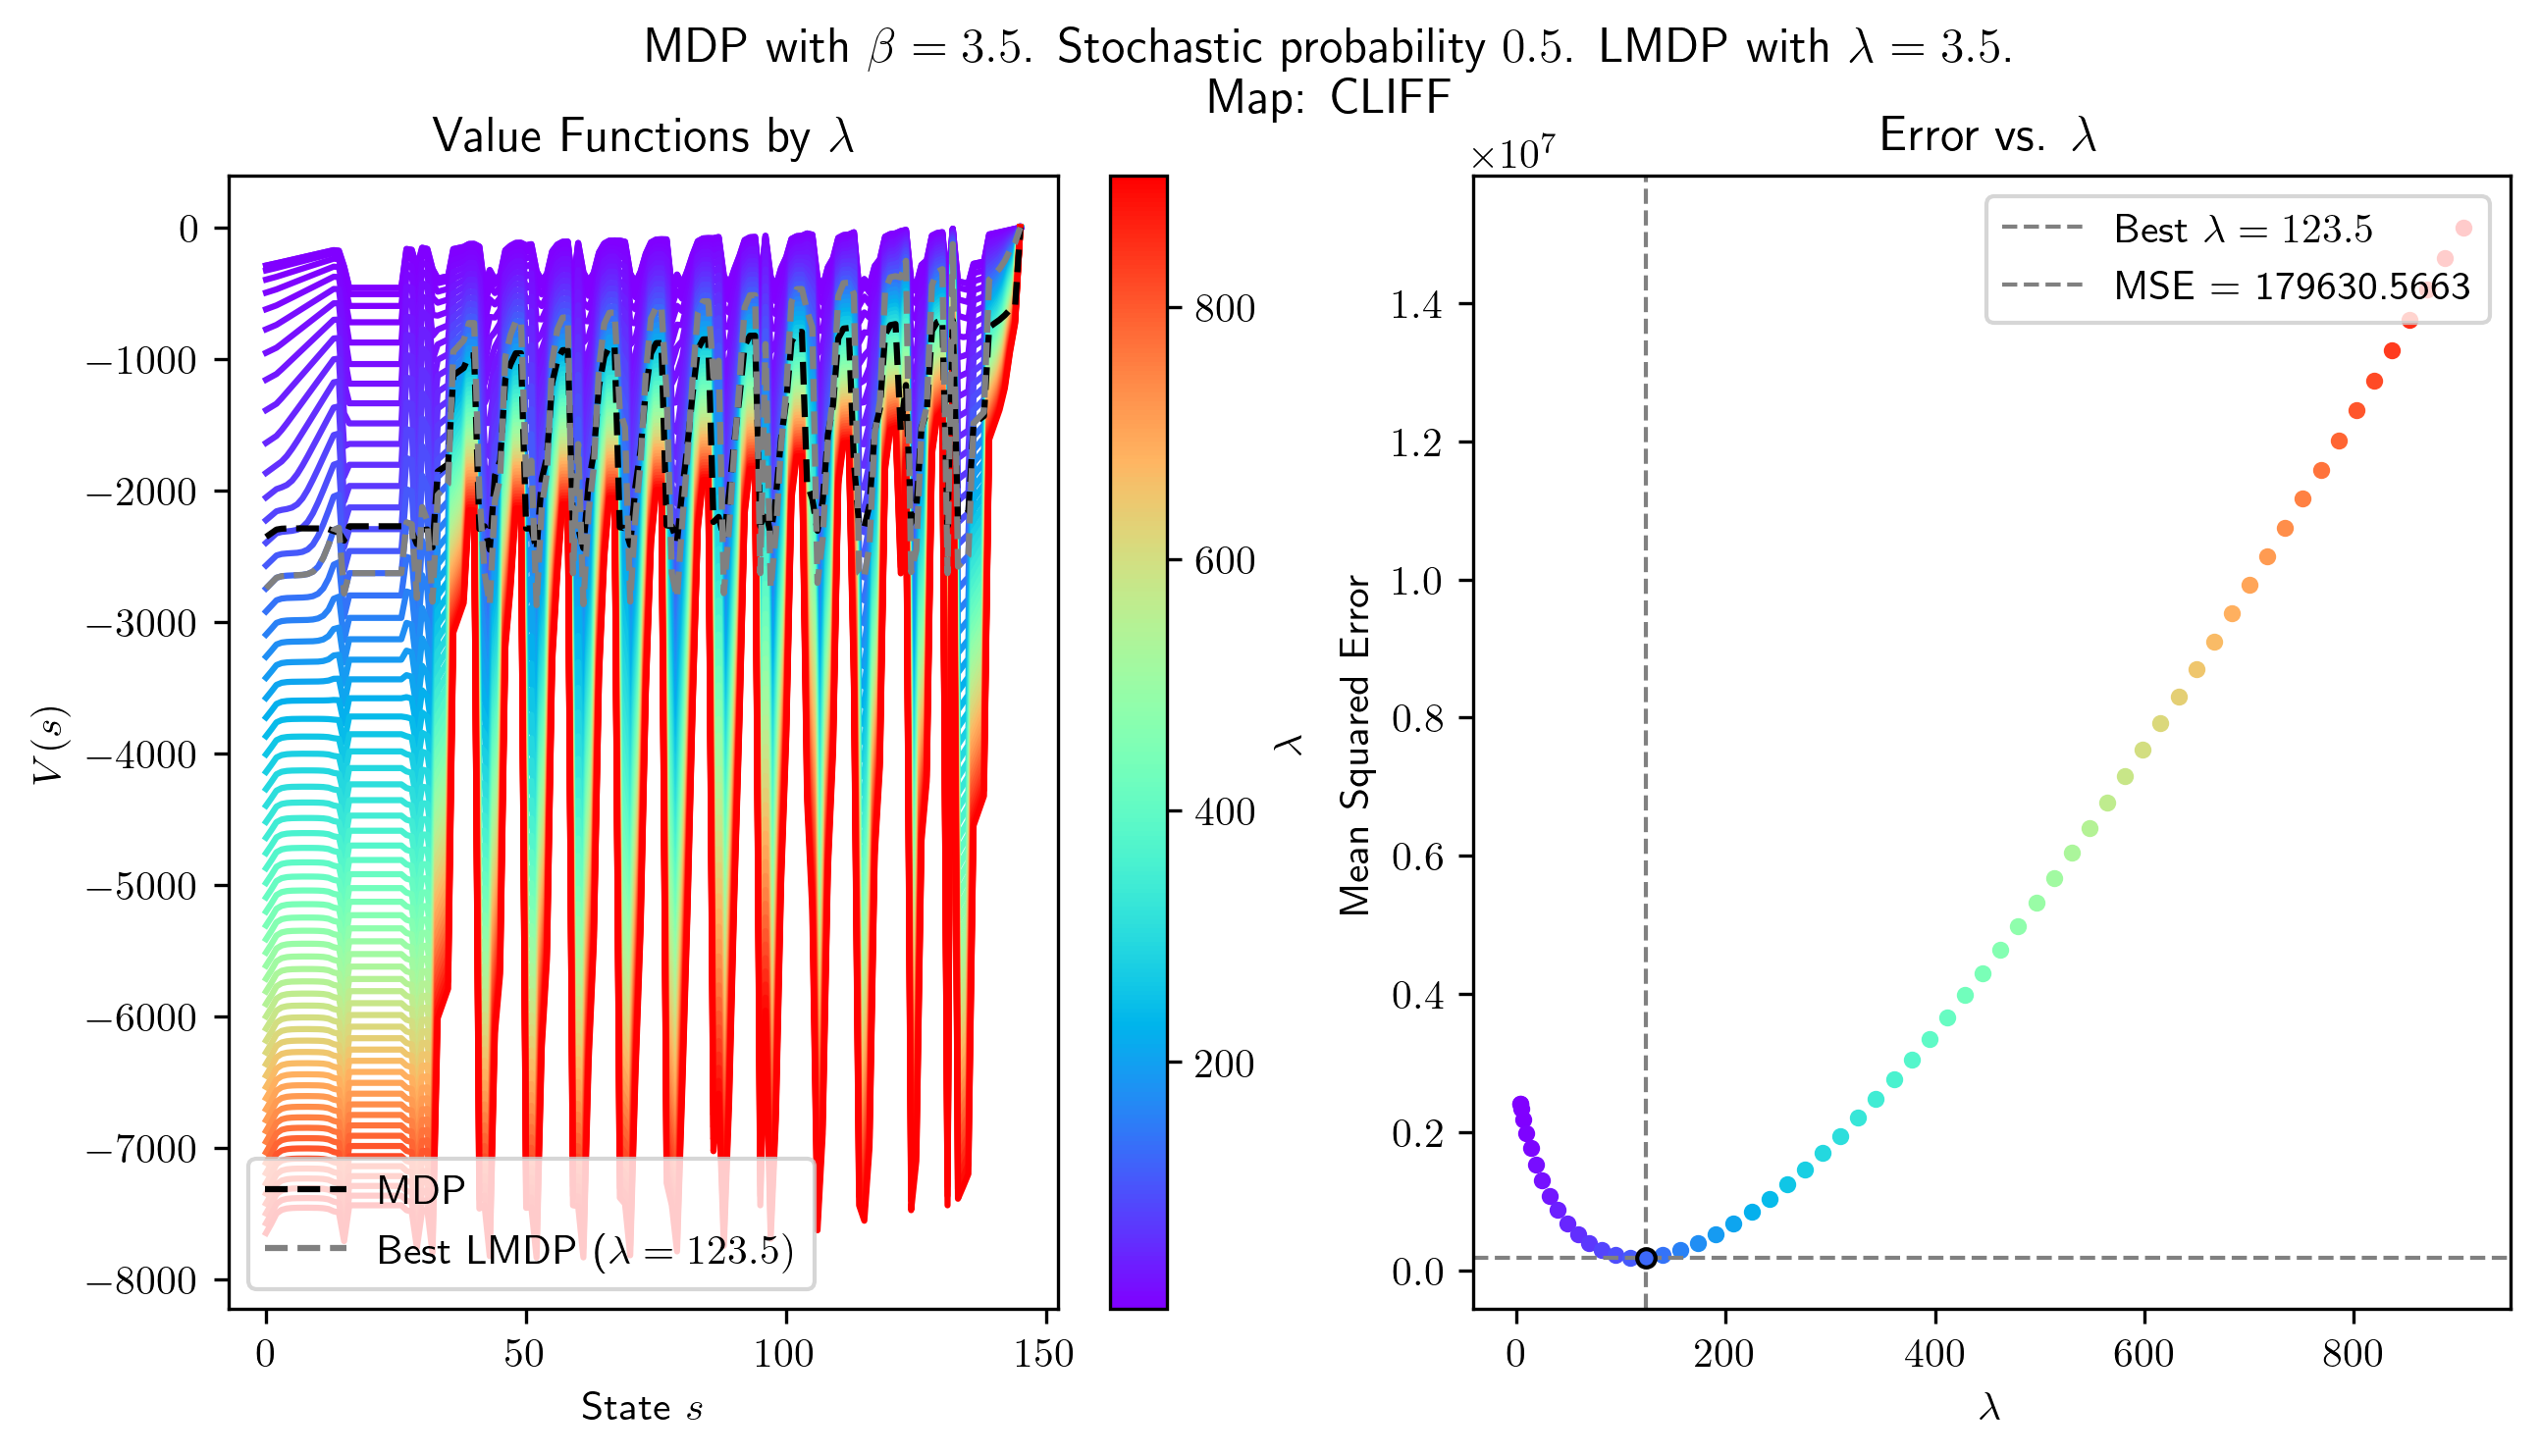 MDP with β = 3.5. Stochastic probability 0.5. LMDP with λ = 3.5.
Map: CLIFF
Value Functions by λ
0
−1000
−2000
−3000
−4000
−5000
−6000
−7000
−8000
V(s)
0
50
100
150
State s
MDP
Best LMDP (λ = 123.5)
800
600
400
200
λ
Error vs. λ
×10⁷
1.4
1.2
1.0
0.8
0.6
0.4
0.2
0.0
Mean Squared Error
0
200
400
600
800
λ
Best λ = 123.5
MSE = 179630.5663